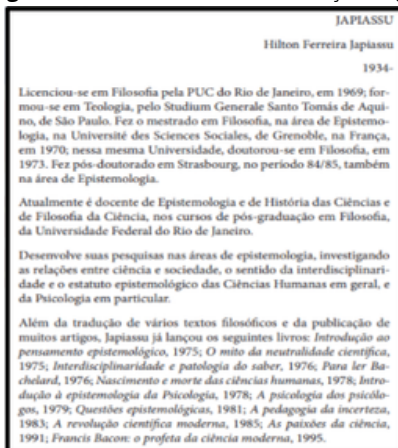 JAPIASSU
Hilton Ferreira Japiassu
1934-
Licenciou-se em Filosofia pela PUC do Rio de Janeiro, em 1969; for-
mou-se em Teologia, pelo Studium Generale Santo Tomás de Aqui-
no, de São Paulo. Fez o mestrado em Filosofia, na área de Epistemo-
logia, na Université des Sciences Sociales, de Grenoble, na França,
em 1970; nessa mesma Universidade, doutorou-se em Filosofia, em
1973. Fez pós-doutorado em Strasbourg, no período 84/85, também
na área de Epistemologia.
Atualmente é docente de Epistemologia e de História das Ciências e
de Filosofia da Ciência, nos cursos de pós-graduação em Filosofia,
da Universidade Federal do Rio de Janeiro.
Desenvolve suas pesquisas nas áreas de epistemologia, investigando
as relações entre ciência e sociedade, o sentido da interdisciplinari-
dade e o estatuto epistemológico das Ciências Humanas em geral, e
da Psicologia em particular.
Além da tradução de vários textos filosóficos e da publicação de
muitos artigos, Japiassu já lançou os seguintes livros: Introdução ao
pensamento epistemológico, 1975; O mito da neutralidade científica,
1975; Interdisciplinaridade e patologia do saber, 1976; Para ler Ba-
chelard, 1976; Nascimento e morte das ciências humanas, 1978; Intro-
dução à epistemologia da Psicologia, 1978; A psicologia dos psicólo-
gos, 1979; Questões epistemológicas, 1981; A pedagogia da incerteza,
1983; A revolução científica moderna, 1985; As paixões da ciência,
1991; Francis Bacon: o profeta da ciência moderna, 1995.